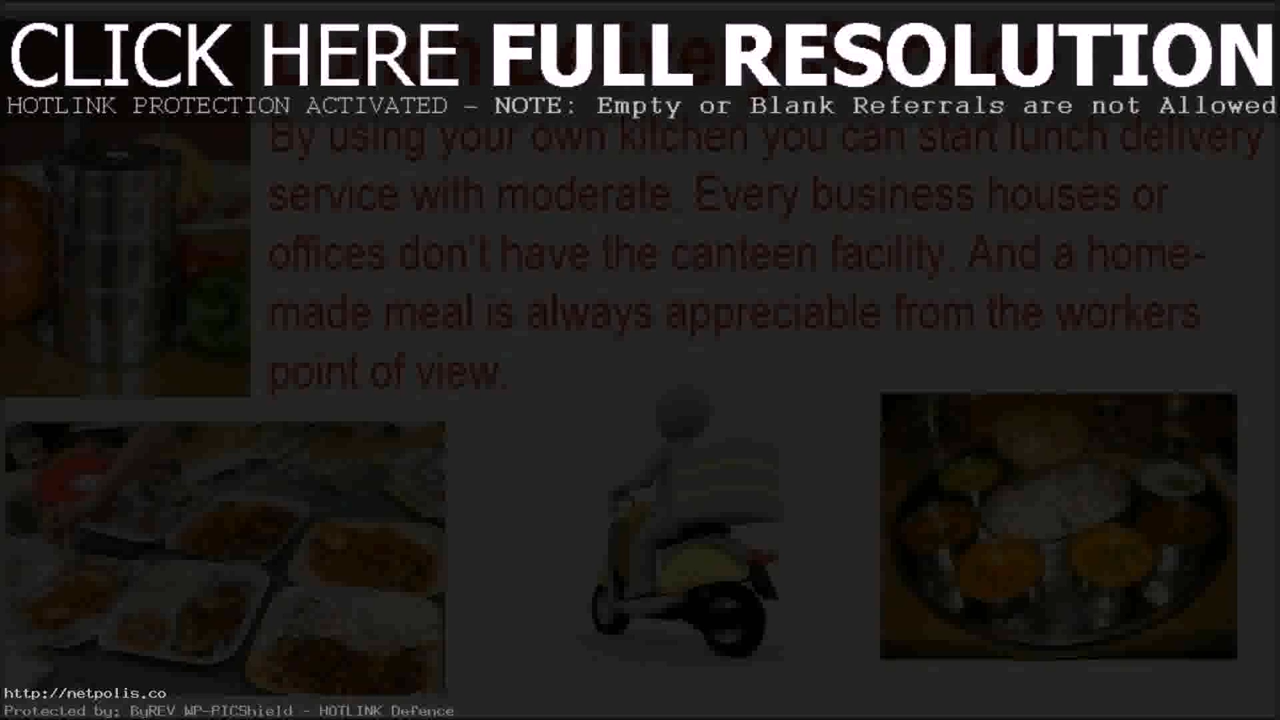 CLICK HERE FULL RESOLUTION
HOTLINK PROTECTION ACTIVATED - NOTE: Empty or Blank Referrals are not Allowed
By using your own kitchen you can start lunch delivery
service with moderate. Every business houses or
offices don't have the canteen facility. And a home-
made meal is always appreciable from the workers
point of view.
http://netpolis.co
Protected by: ByREV WP-PICShield - HOTLINK Defence